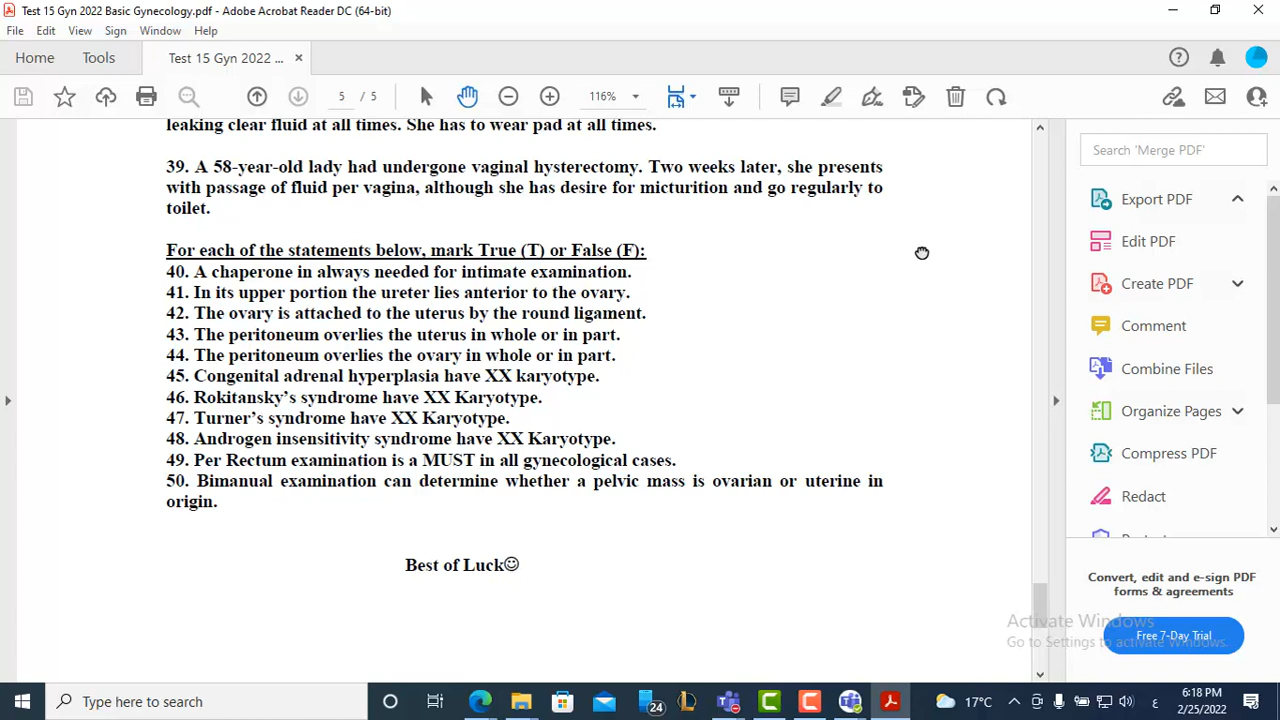 Test 15 Gyn 2022 Basic Gynecology.pdf - Adobe Acrobat Reader DC (64-bit)
File Edit View Sign Window Help
Home Tools Test 15 Gyn 2022 ... ×
5 / 5 116%
leaking clear fluid at all times. She has to wear pad at all times.
39. A 58-year-old lady had undergone vaginal hysterectomy. Two weeks later, she presents
with passage of fluid per vagina, although she has desire for micturition and go regularly to
toilet.
For each of the statements below, mark True (T) or False (F):
40. A chaperone in always needed for intimate examination.
41. In its upper portion the ureter lies anterior to the ovary.
42. The ovary is attached to the uterus by the round ligament.
43. The peritoneum overlies the uterus in whole or in part.
44. The peritoneum overlies the ovary in whole or in part.
45. Congenital adrenal hyperplasia have XX karyotype.
46. Rokitansky's syndrome have XX Karyotype.
47. Turner's syndrome have XX Karyotype.
48. Androgen insensitivity syndrome have XX Karyotype.
49. Per Rectum examination is a MUST in all gynecological cases.
50. Bimanual examination can determine whether a pelvic mass is ovarian or uterine in
origin.
Best of Luck☺
Search 'Merge PDF'
Export PDF
Edit PDF
Create PDF
Comment
Combine Files
Organize Pages
Compress PDF
Redact
Convert, edit and e-sign PDF
forms & agreements
Free 7-Day Trial
Activate Windows
Go to Settings to activate Windows.
Type here to search
24
17°C
ع
6:18 PM
2/25/2022